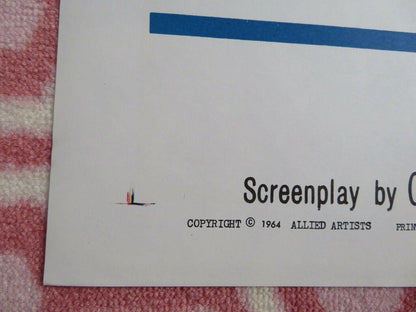 Screenplay by
COPYRIGHT © 1964 ALLIED ARTISTS